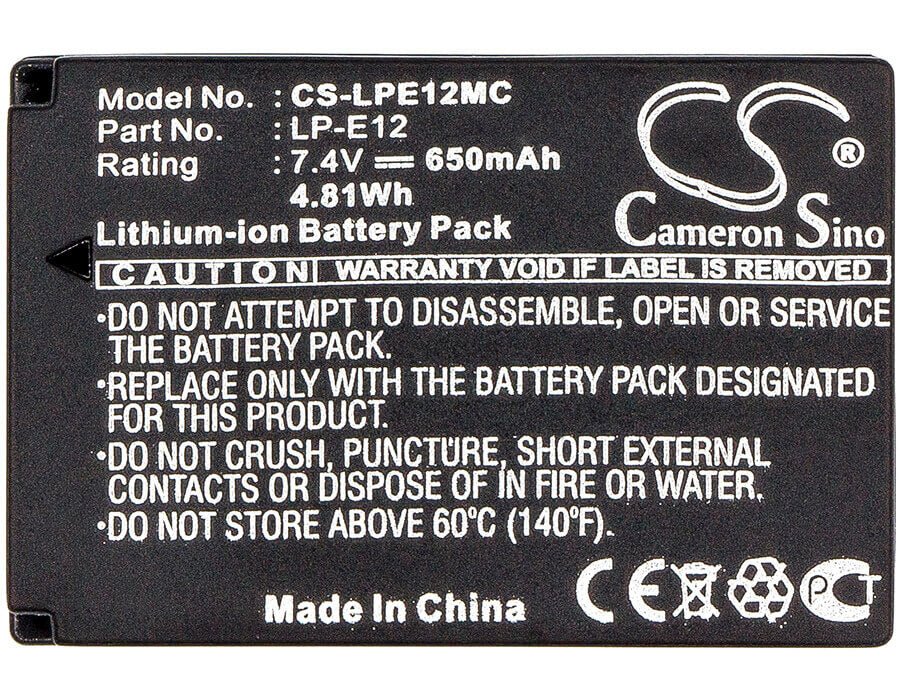 Model No. : CS-LPE12MC
Part No. : LP-E12
Rating : 7.4V 650mAh
4.81Wh
Lithium-ion Battery Pack
CS ®
Cameron Sino
CAUTION WARRANTY VOID IF LABEL IS REMOVED
•DO NOT ATTEMPT TO DISASSEMBLE, OPEN OR SERVICE
THE BATTERY PACK.
•REPLACE ONLY WITH THE BATTERY PACK DESIGNATED
FOR THIS PRODUCT.
•DO NOT CRUSH, PUNCTURE, SHORT EXTERNAL
CONTACTS OR DISPOSE OF IN FIRE OR WATER.
•DO NOT STORE ABOVE 60℃ (140℉).
Made In China
CE PCT